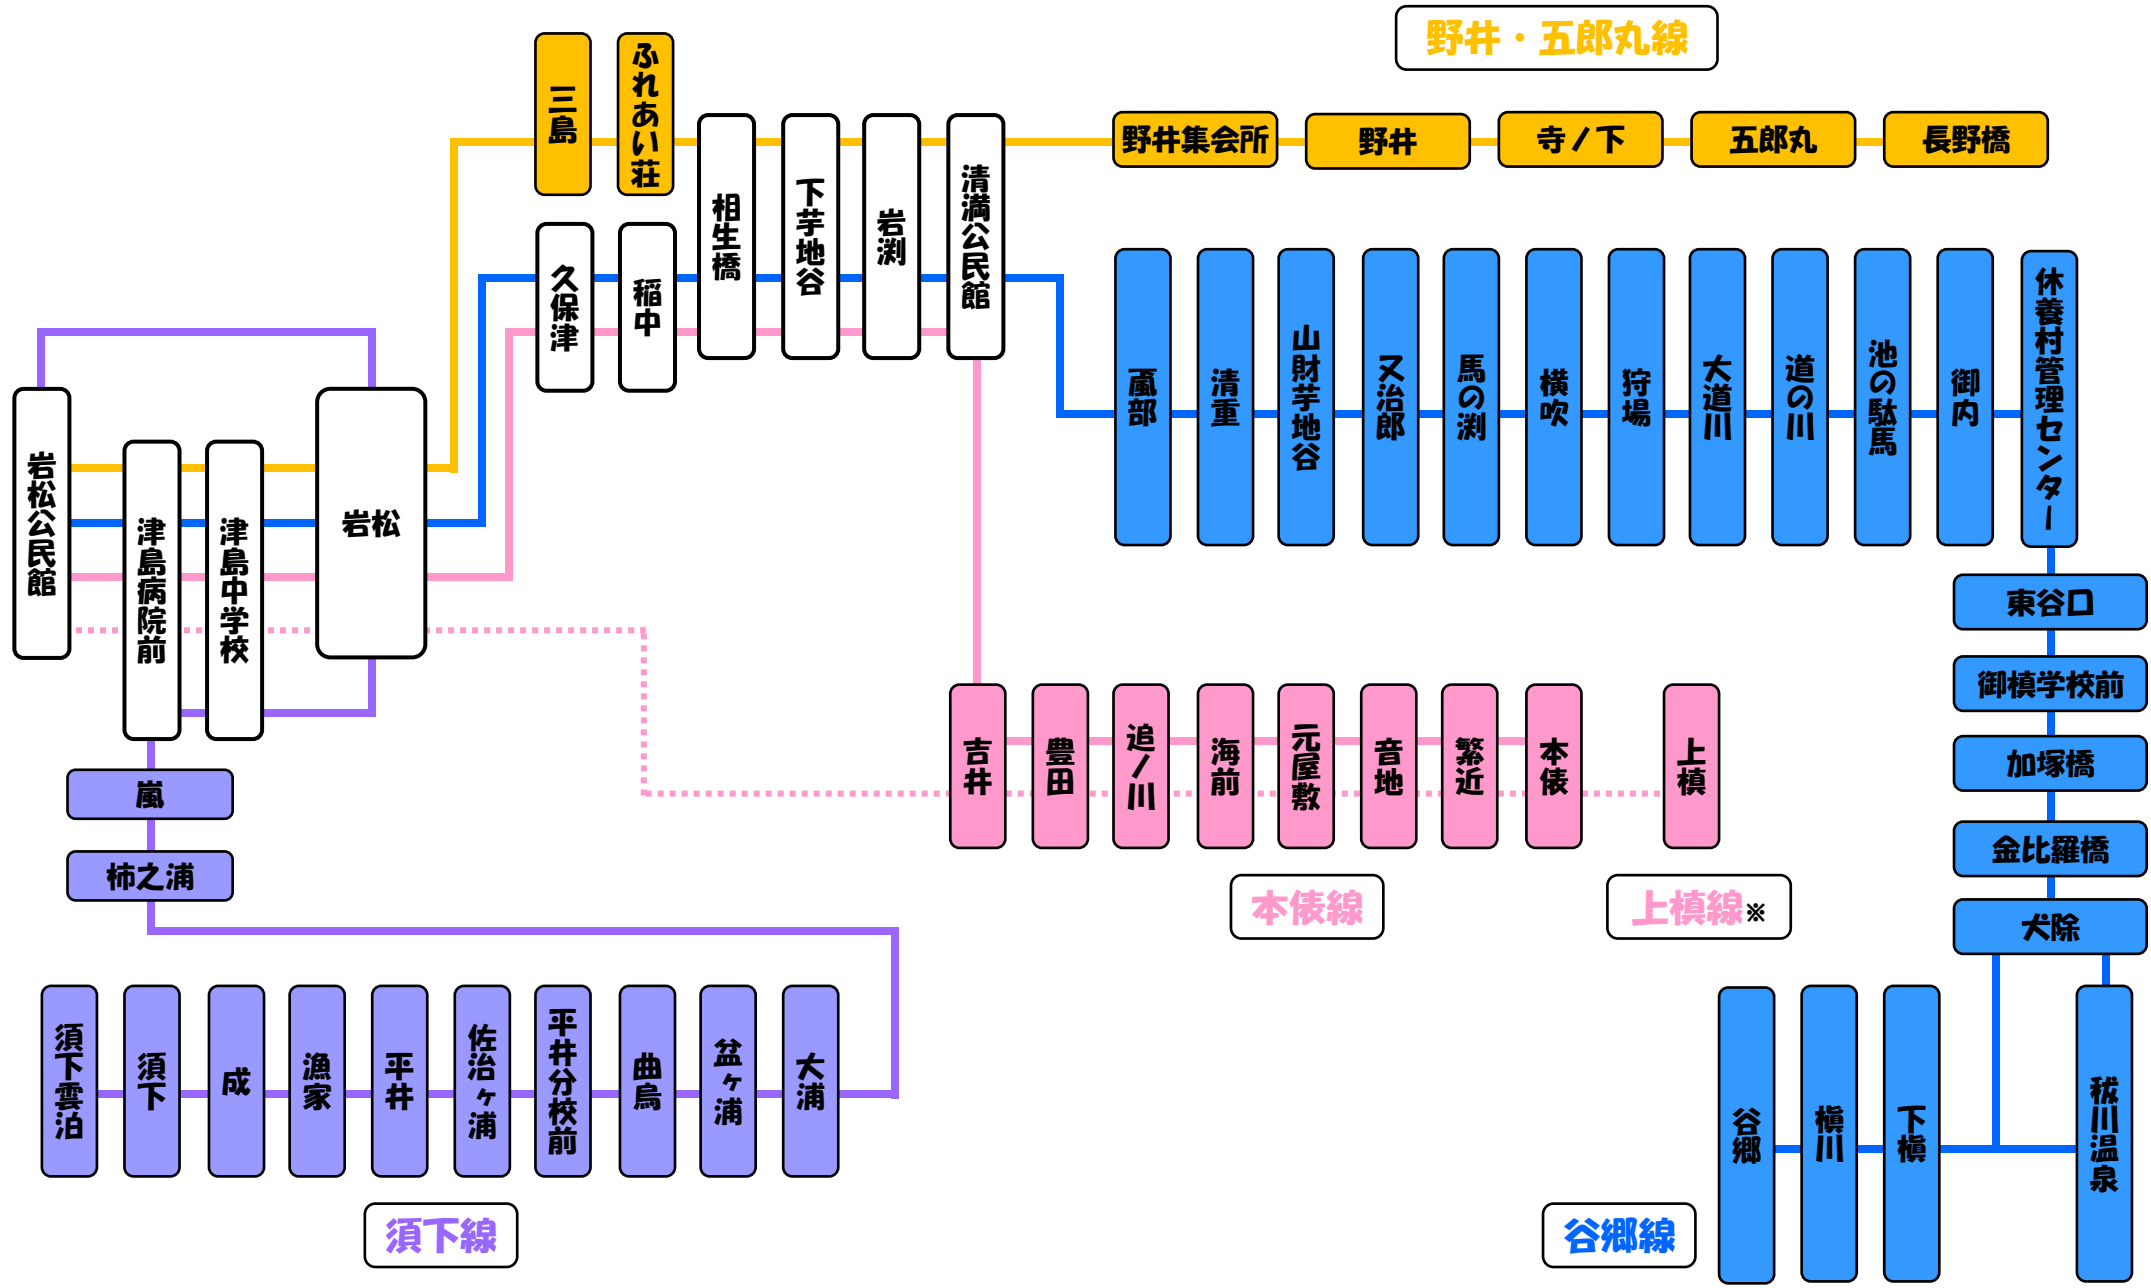 野井・五郎丸線
三島
ふれあい荘
相生橋
下芋地谷
岩渕
清満公民館
野井集会所
野井
寺ノ下
五郎丸
長野橋
久保津
稲中
岩松公民館
津島病院前
津島中学校
岩松
颪部
清重
山財芋地谷
又治郎
馬の渕
横吹
狩場
大道川
道の川
池の駄馬
御内
休養村管理センター
東谷口
御槙学校前
加塚橋
金比羅橋
犬除
吉井
豊田
追ノ川
海前
元屋敷
音地
繁近
本俵
上槙
本俵線
上槙線※
嵐
柿之浦
須下雲泊
須下
成
漁家
平井
佐治ヶ浦
平井分校前
曲烏
盆ヶ浦
大浦
須下線
谷郷
槇川
下槇
祓川温泉
谷郷線